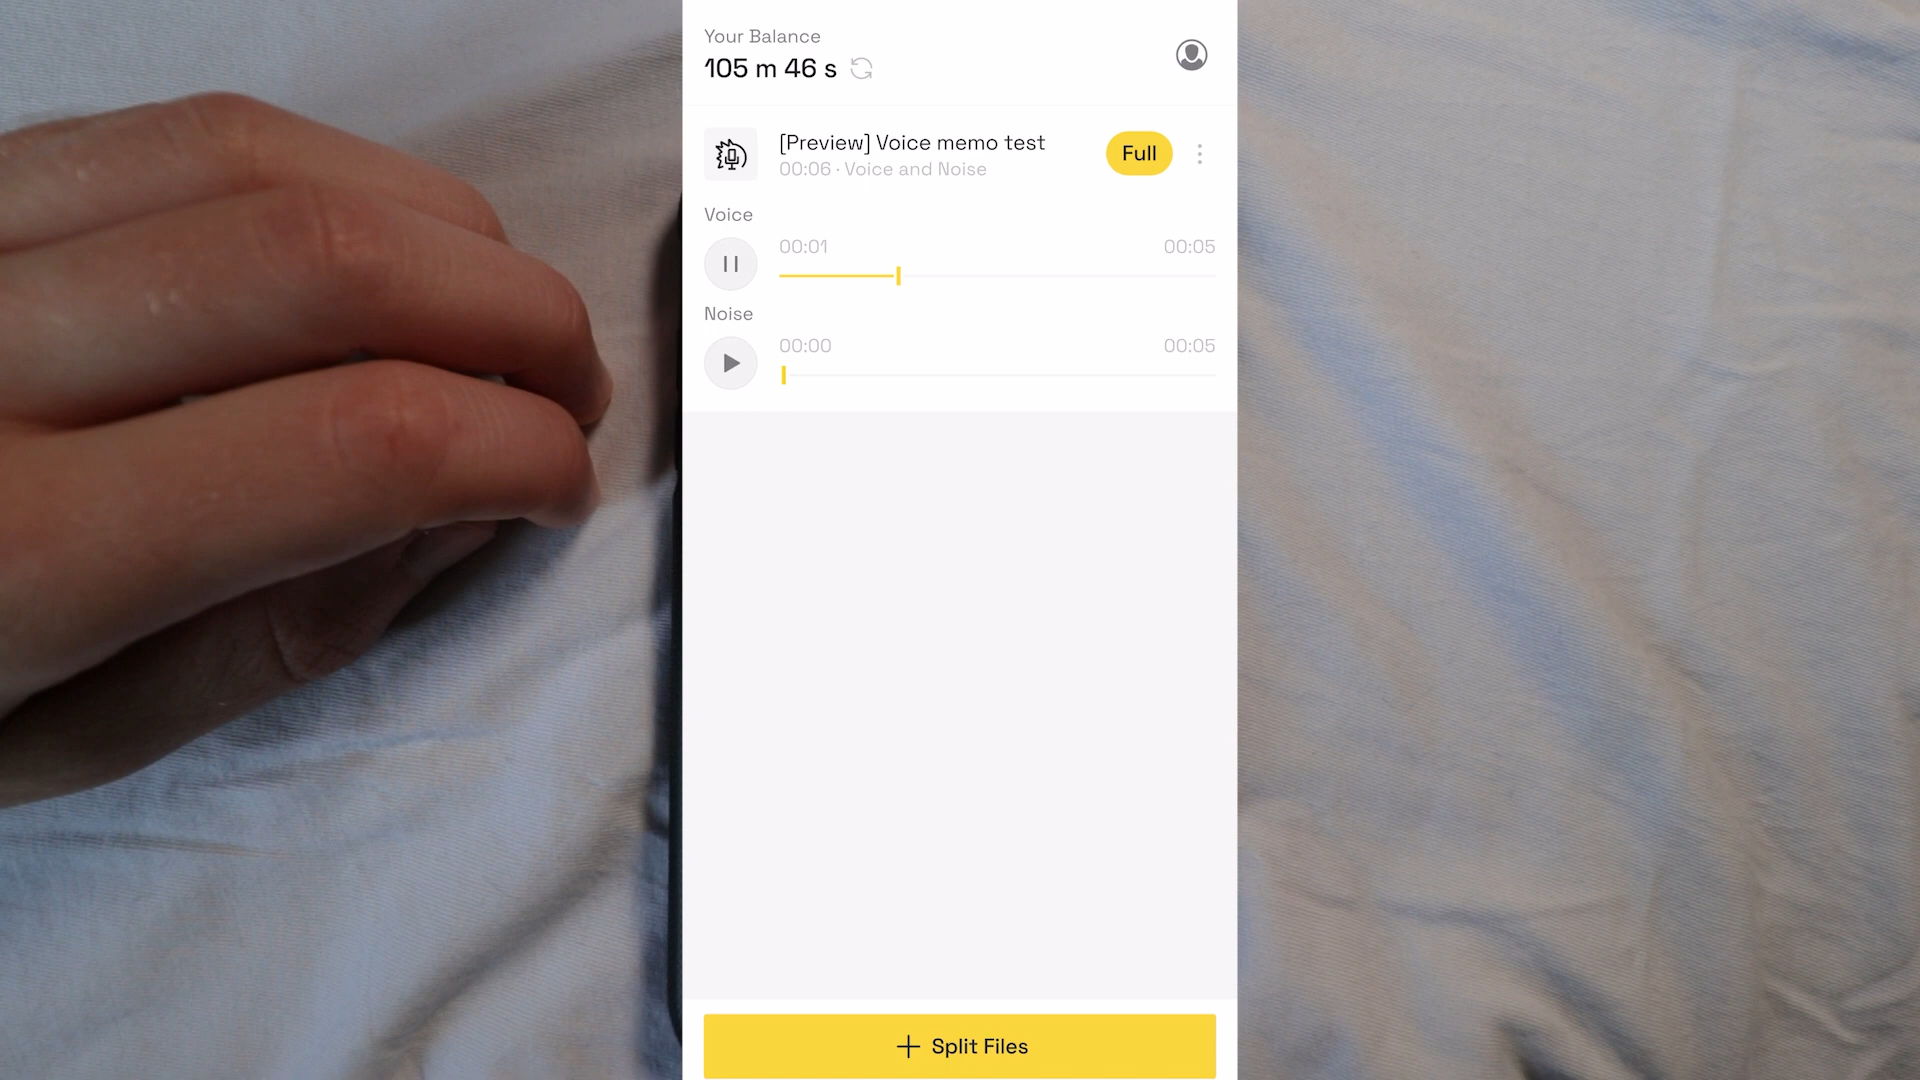 Your Balance
105 m 46 s
[Preview] Voice memo test
Full
00:06 · Voice and Noise
Voice
00:01
00:05
Noise
00:00
00:05
Split Files